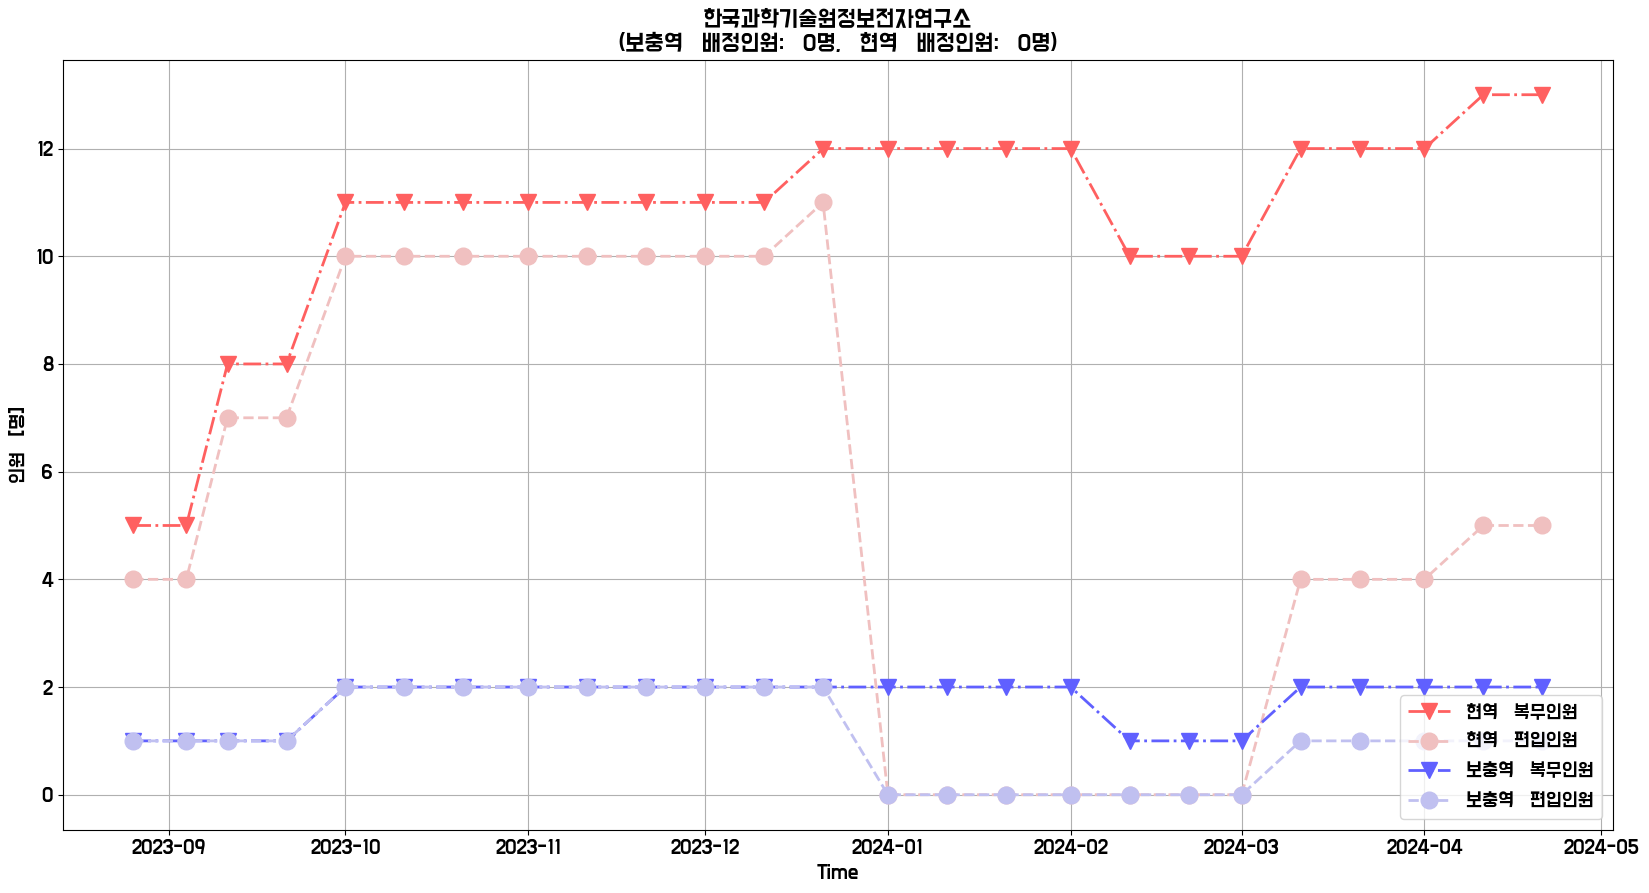 한국과학기술원정보전자연구소
(보충역 배정인원: 0명, 현역 배정인원: 0명)
인원 [명]
12
10
8
6
4
2
0
현역 복무인원
현역 편입인원
보충역 복무인원
보충역 편입인원
2023-09 2023-10 2023-11 2023-12 2024-01 2024-02 2024-03 2024-04 2024-05
Time